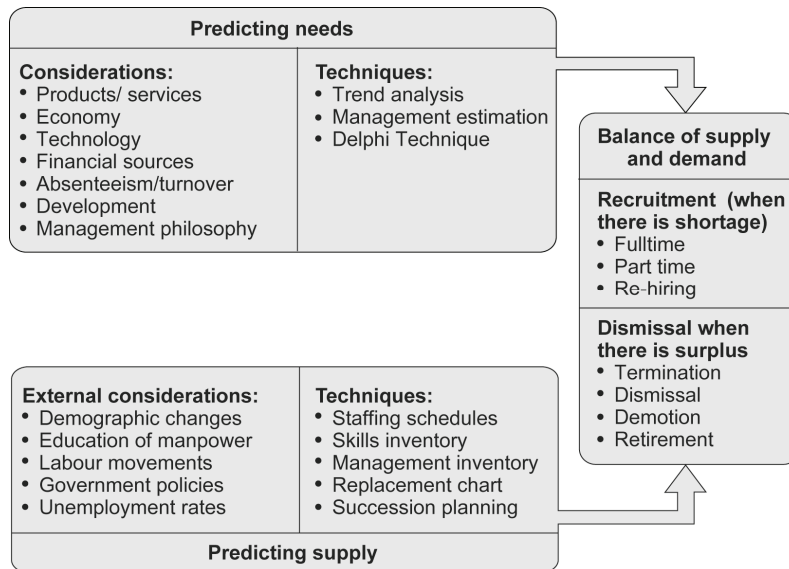 Predicting needs
Considerations:
• Products/ services
• Economy
• Technology
• Financial sources
• Absenteeism/turnover
• Development
• Management philosophy
Techniques:
• Trend analysis
• Management estimation
• Delphi Technique
Balance of supply
and demand
Recruitment (when
there is shortage)
• Fulltime
• Part time
• Re-hiring
Dismissal when
there is surplus
• Termination
• Dismissal
• Demotion
• Retirement
External considerations:
• Demographic changes
• Education of manpower
• Labour movements
• Government policies
• Unemployment rates
Techniques:
• Staffing schedules
• Skills inventory
• Management inventory
• Replacement chart
• Succession planning
Predicting supply